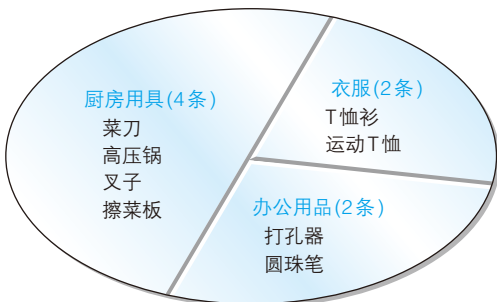 厨房用具(4条)
菜刀
高压锅
叉子
擦菜板
衣服(2条)
T恤衫
运动T恤
办公用品(2条)
打孔器
圆珠笔